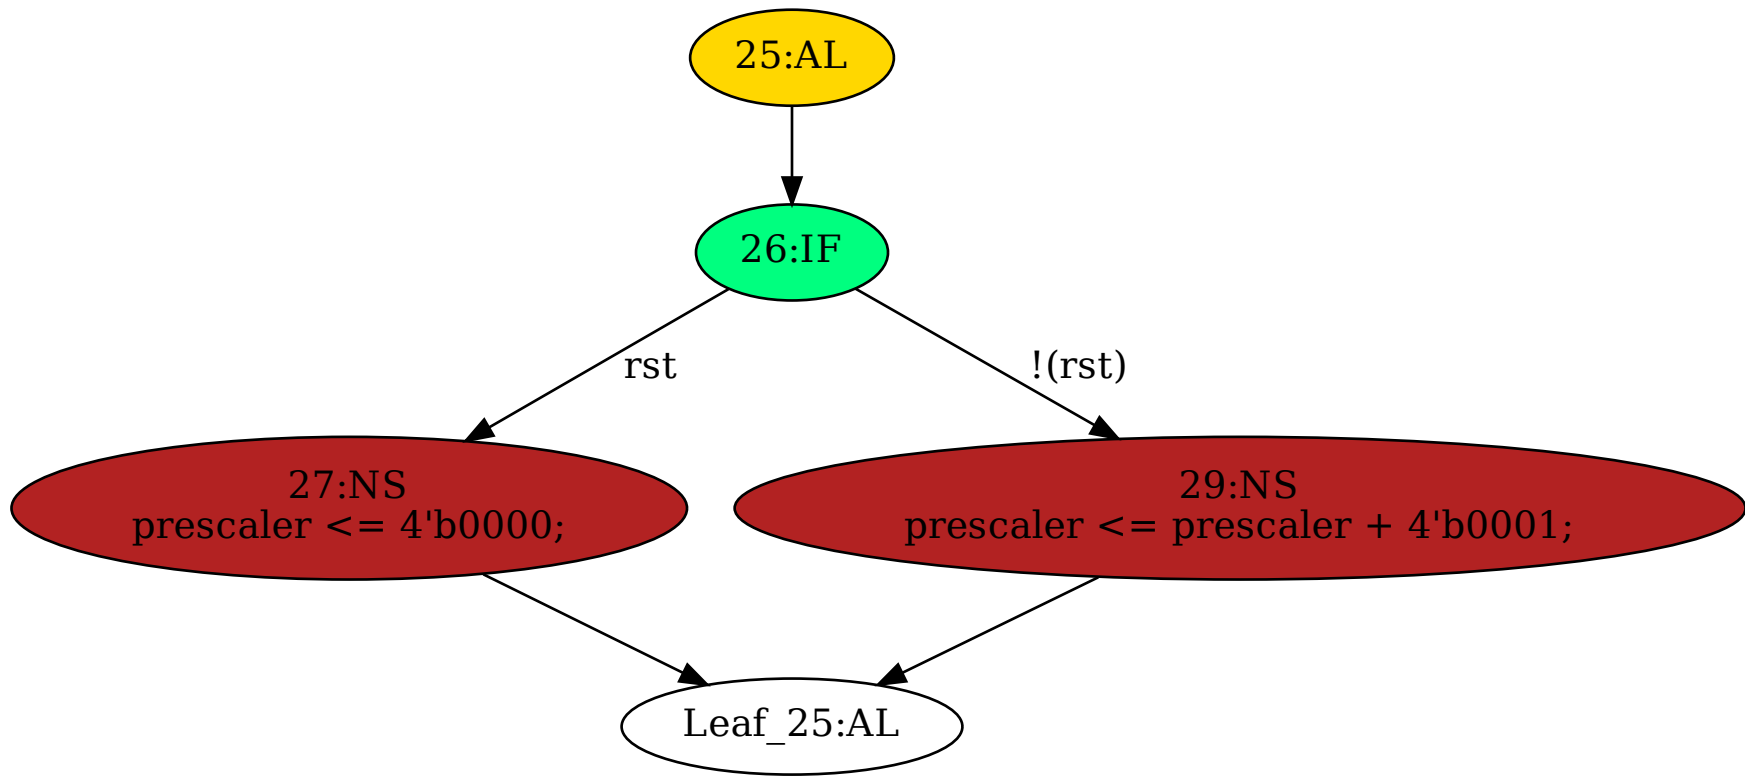 25:AL
26:IF
rst
!(rst)
27:NS
prescaler <= 4'b0000;
29:NS
prescaler <= prescaler + 4'b0001;
Leaf_25:AL